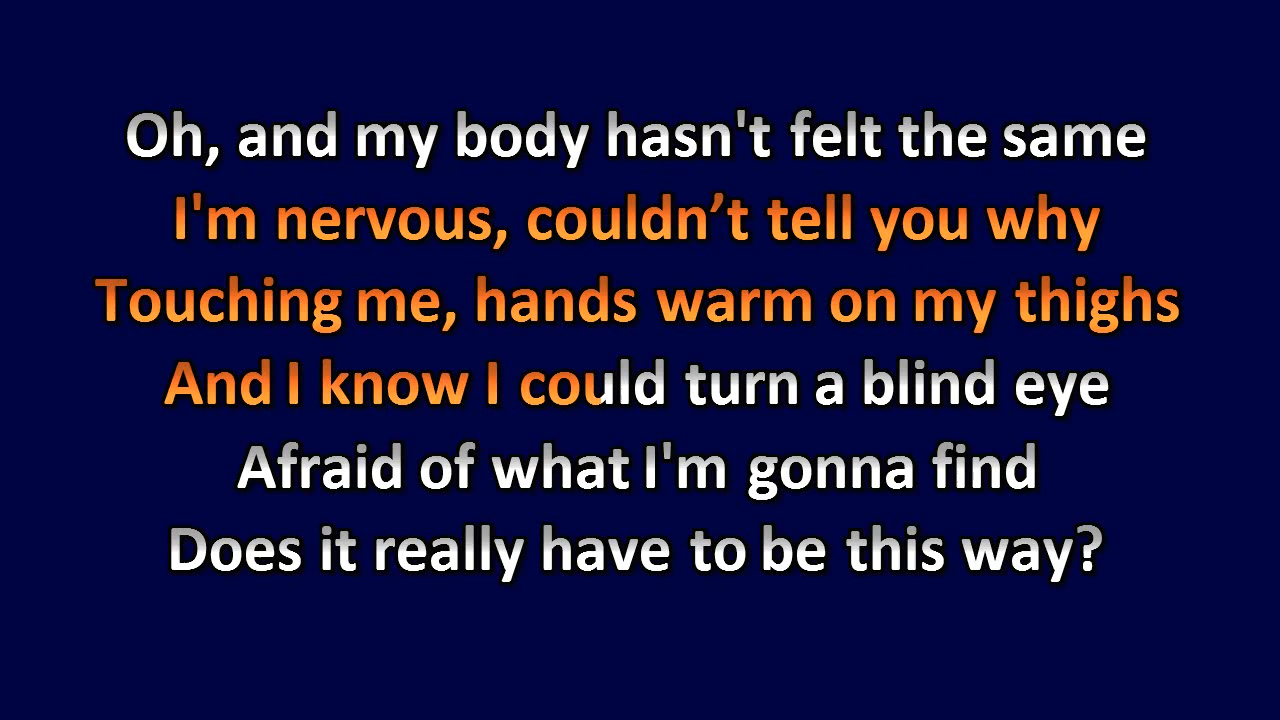 Oh, and my body hasn't felt the same
I'm nervous, couldn’t tell you why
Touching me, hands warm on my thighs
And I know I could turn a blind eye
Afraid of what I'm gonna find
Does it really have to be this way?